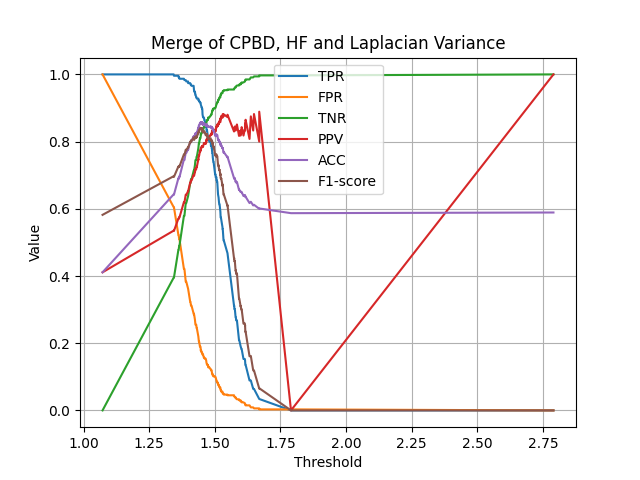 Merge of CPBD, HF and Laplacian Variance
TPR
FPR
TNR
PPV
ACC
F1-score
Value
1.0
0.8
0.6
0.4
0.2
0.0
1.00
1.25
1.50
1.75
2.00
2.25
2.50
2.75
Threshold